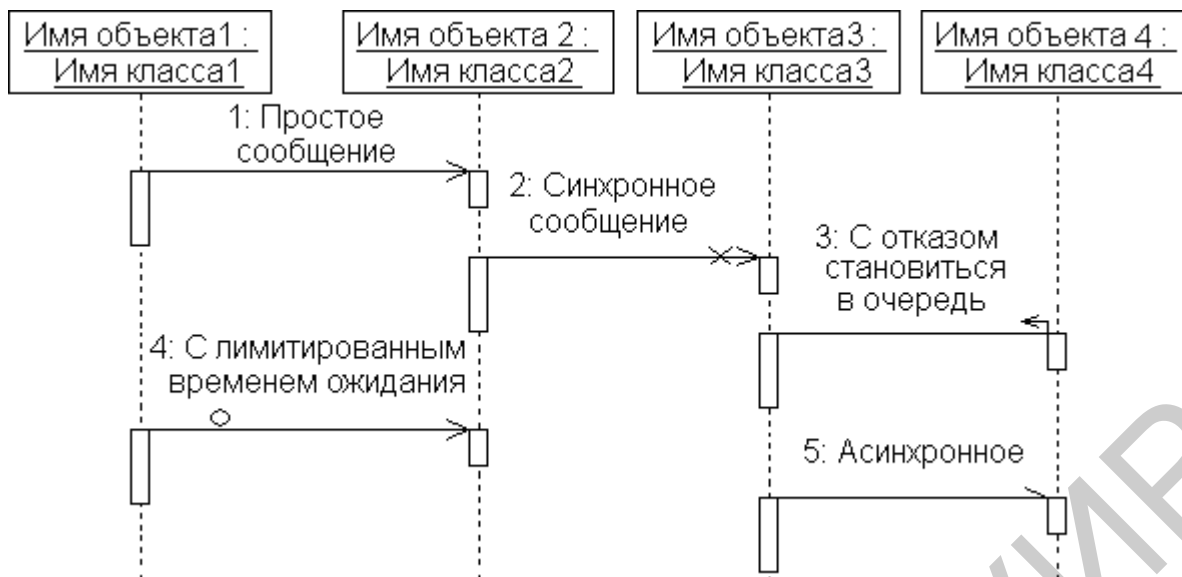 Имя объекта1 :
Имя класса1
Имя объекта 2 :
Имя класса2
Имя объекта3 :
Имя класса3
Имя объекта 4 :
Имя класса4
1: Простое
сообщение
2: Синхронное
сообщение
3: С отказом
становиться
в очередь
4: С лимитированным
временем ожидания
5: Асинхронное